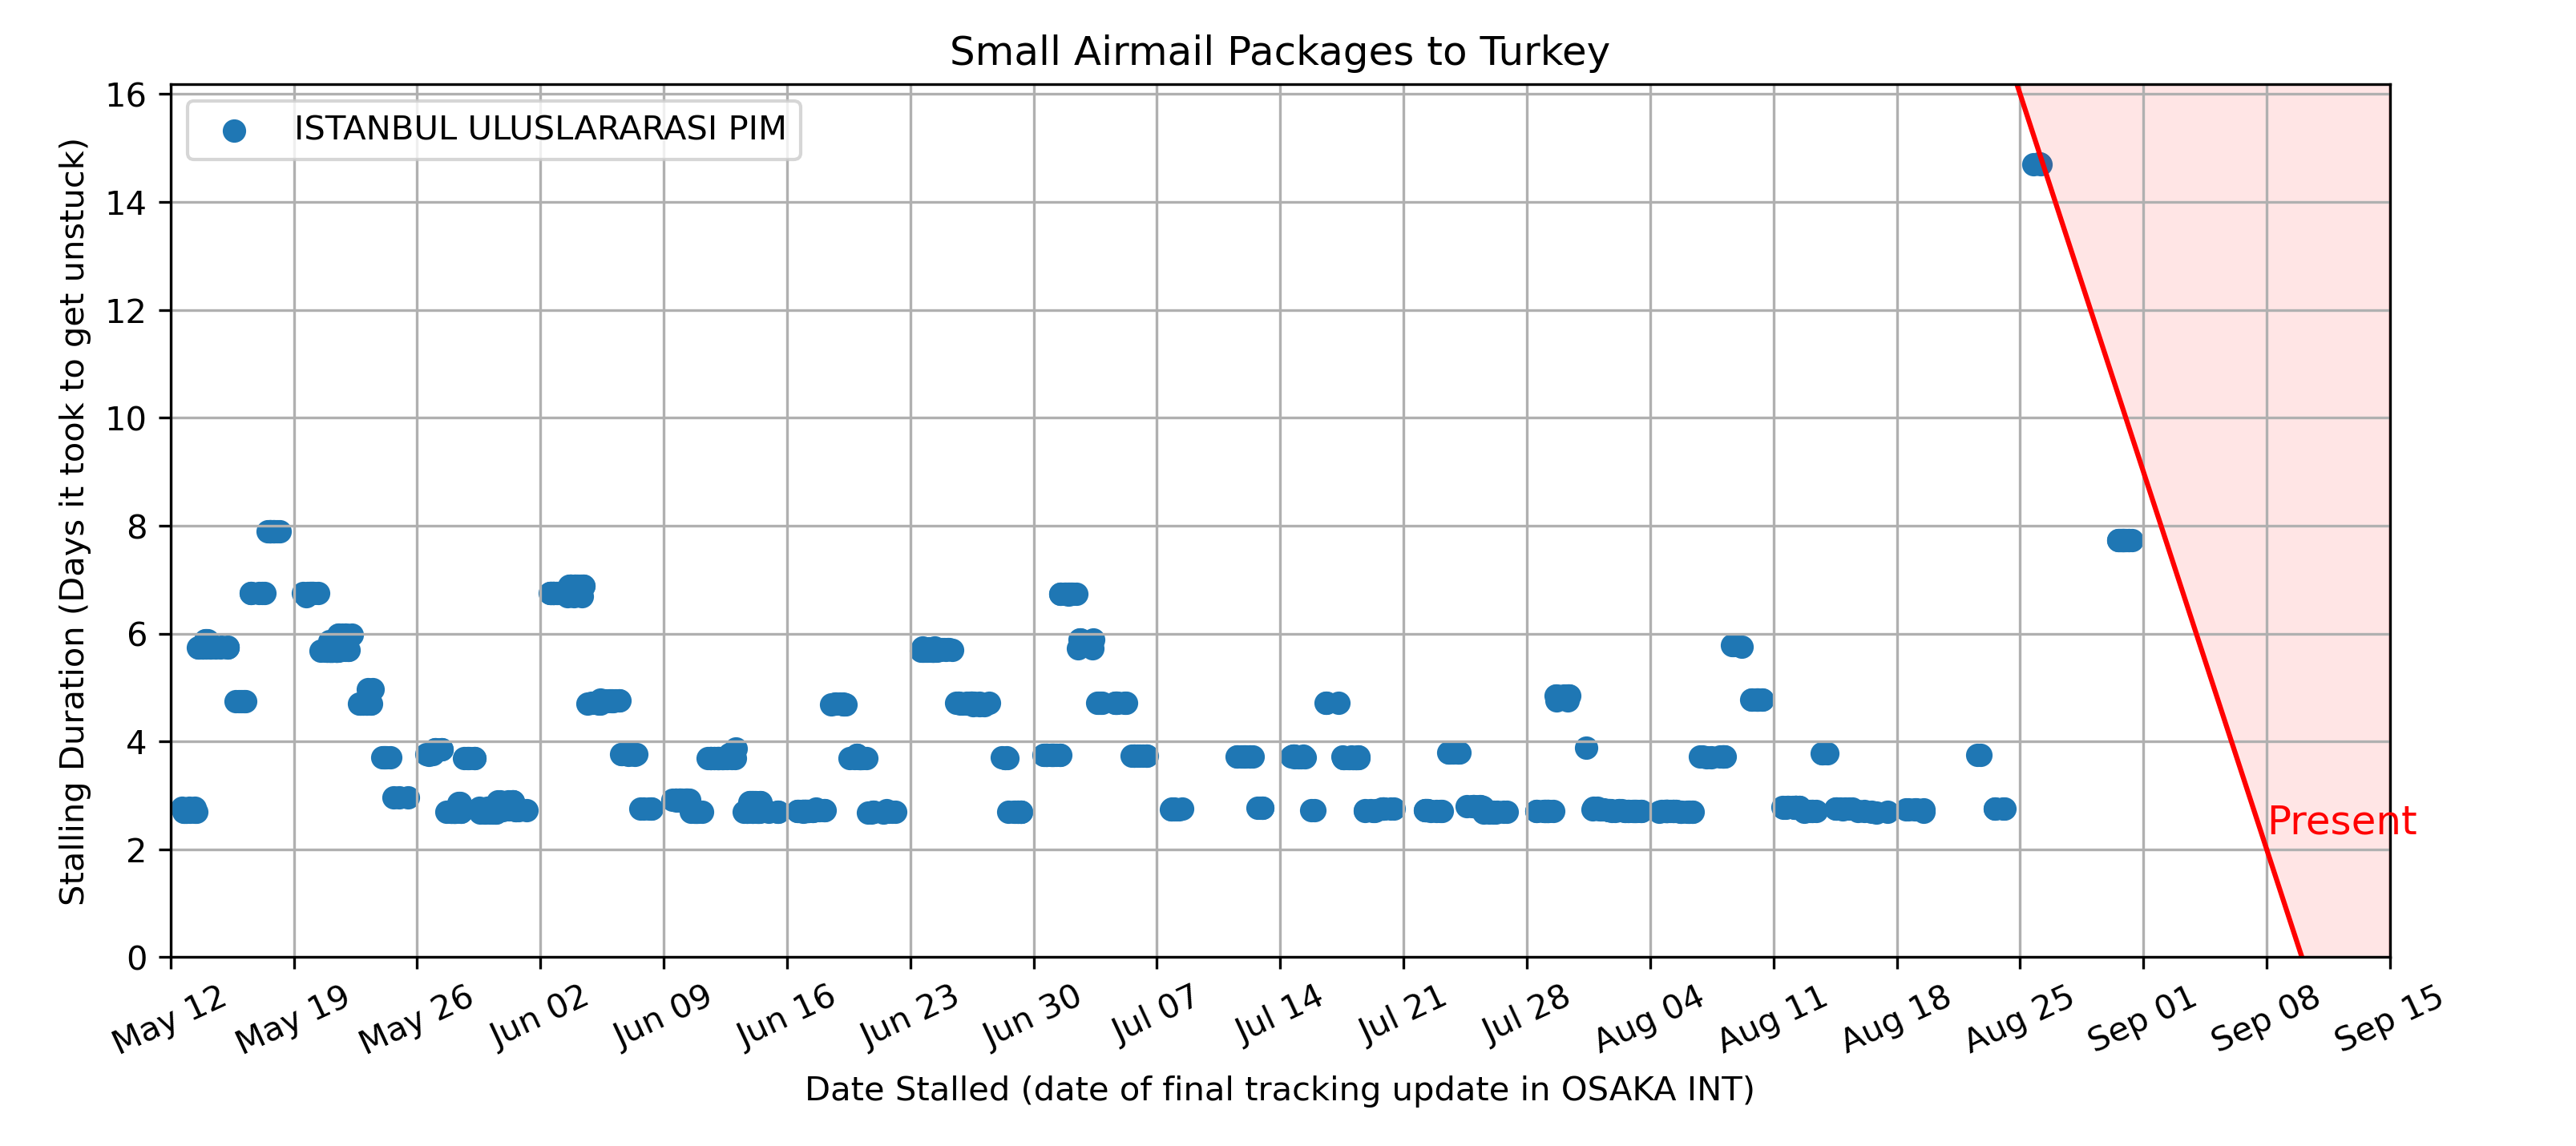 Small Airmail Packages to Turkey
ISTANBUL ULUSLARARASI PIM
Stalling Duration (Days it took to get unstuck)
16
14
12
10
8
6
4
2
0
Present
May 12
May 19
May 26
Jun 02
Jun 09
Jun 16
Jun 23
Jun 30
Jul 07
Jul 14
Jul 21
Jul 28
Aug 04
Aug 11
Aug 18
Aug 25
Sep 01
Sep 08
Sep 15
Date Stalled (date of final tracking update in OSAKA INT)